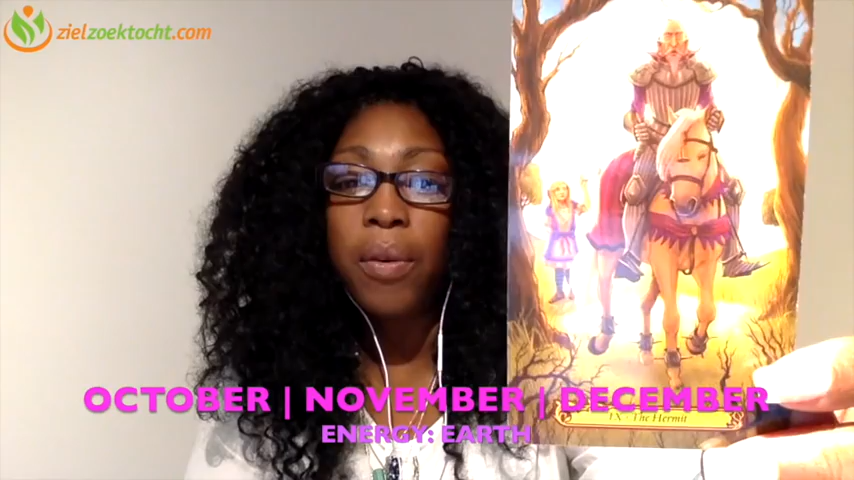 zielzoektocht.com
OCTOBER | NOVEMBER | DECEMBER
ENERGY: EARTH
IX - The Hermit